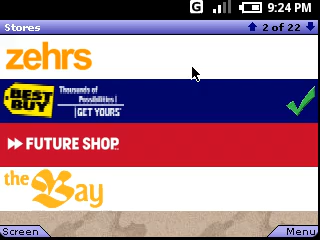 G 9:24 PM
Stores 2 of 22
zehrs
BEST BUY
Thousands of
Possibilities
GET YOURS
FUTURE SHOP
the Bay
Screen Menu